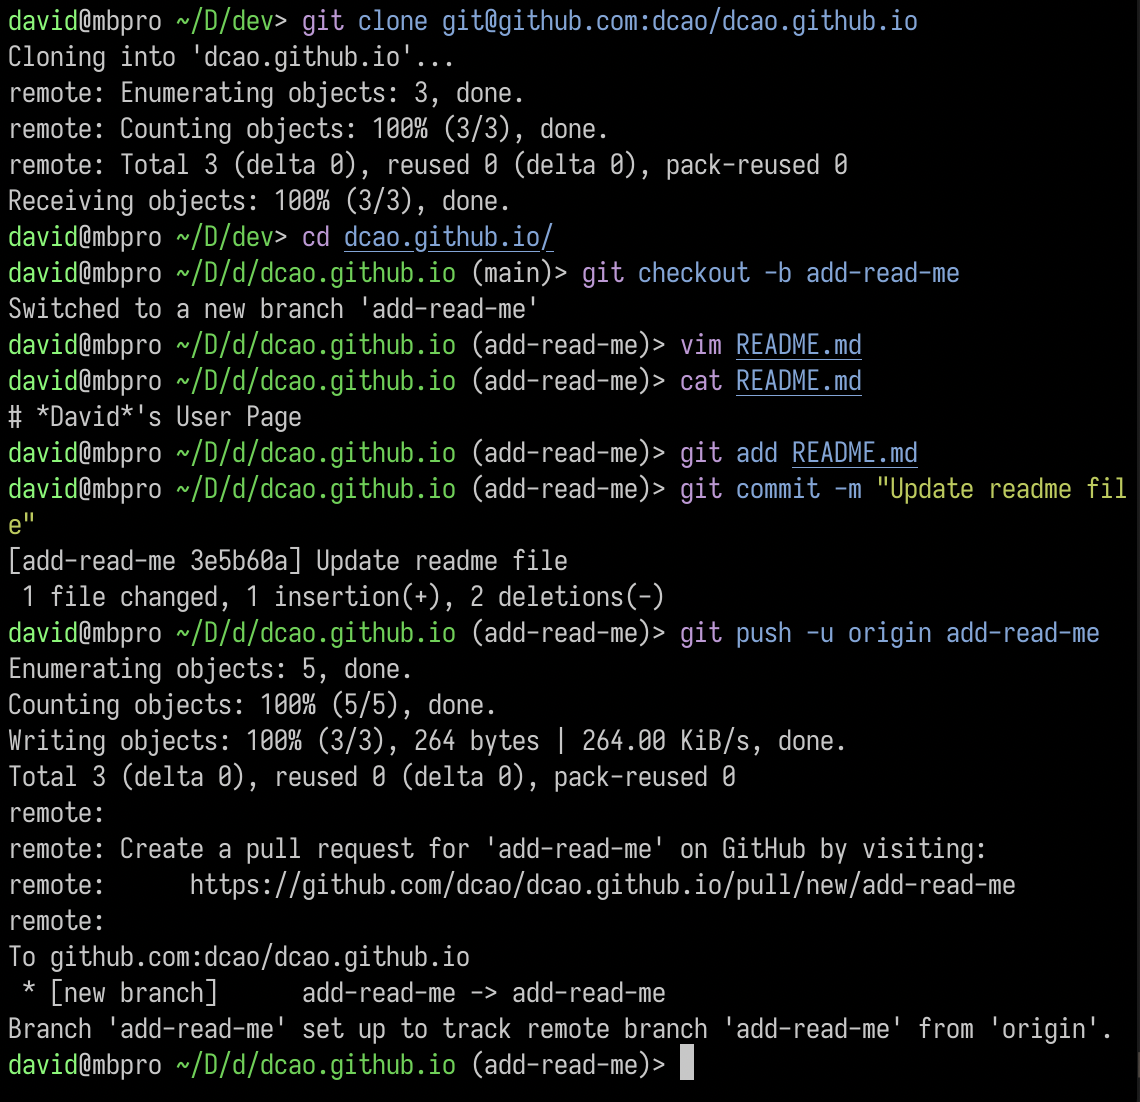 david@mbpro ~/D/dev> git clone git@github.com:dcao/dcao.github.io
Cloning into 'dcao.github.io'...
remote: Enumerating objects: 3, done.
remote: Counting objects: 100% (3/3), done.
remote: Total 3 (delta 0), reused 0 (delta 0), pack-reused 0
Receiving objects: 100% (3/3), done.
david@mbpro ~/D/dev> cd dcao.github.io/
david@mbpro ~/D/d/dcao.github.io (main)> git checkout -b add-read-me
Switched to a new branch 'add-read-me'
david@mbpro ~/D/d/dcao.github.io (add-read-me)> vim README.md
david@mbpro ~/D/d/dcao.github.io (add-read-me)> cat README.md
# *David*'s User Page
david@mbpro ~/D/d/dcao.github.io (add-read-me)> git add README.md
david@mbpro ~/D/d/dcao.github.io (add-read-me)> git commit -m "Update readme fil
e"
[add-read-me 3e5b60a] Update readme file
 1 file changed, 1 insertion(+), 2 deletions(-)
david@mbpro ~/D/d/dcao.github.io (add-read-me)> git push -u origin add-read-me
Enumerating objects: 5, done.
Counting objects: 100% (5/5), done.
Writing objects: 100% (3/3), 264 bytes | 264.00 KiB/s, done.
Total 3 (delta 0), reused 0 (delta 0), pack-reused 0
remote:
remote: Create a pull request for 'add-read-me' on GitHub by visiting:
remote:      https://github.com/dcao/dcao.github.io/pull/new/add-read-me
remote:
To github.com:dcao/dcao.github.io
 * [new branch]      add-read-me -> add-read-me
Branch 'add-read-me' set up to track remote branch 'add-read-me' from 'origin'.
david@mbpro ~/D/d/dcao.github.io (add-read-me)>